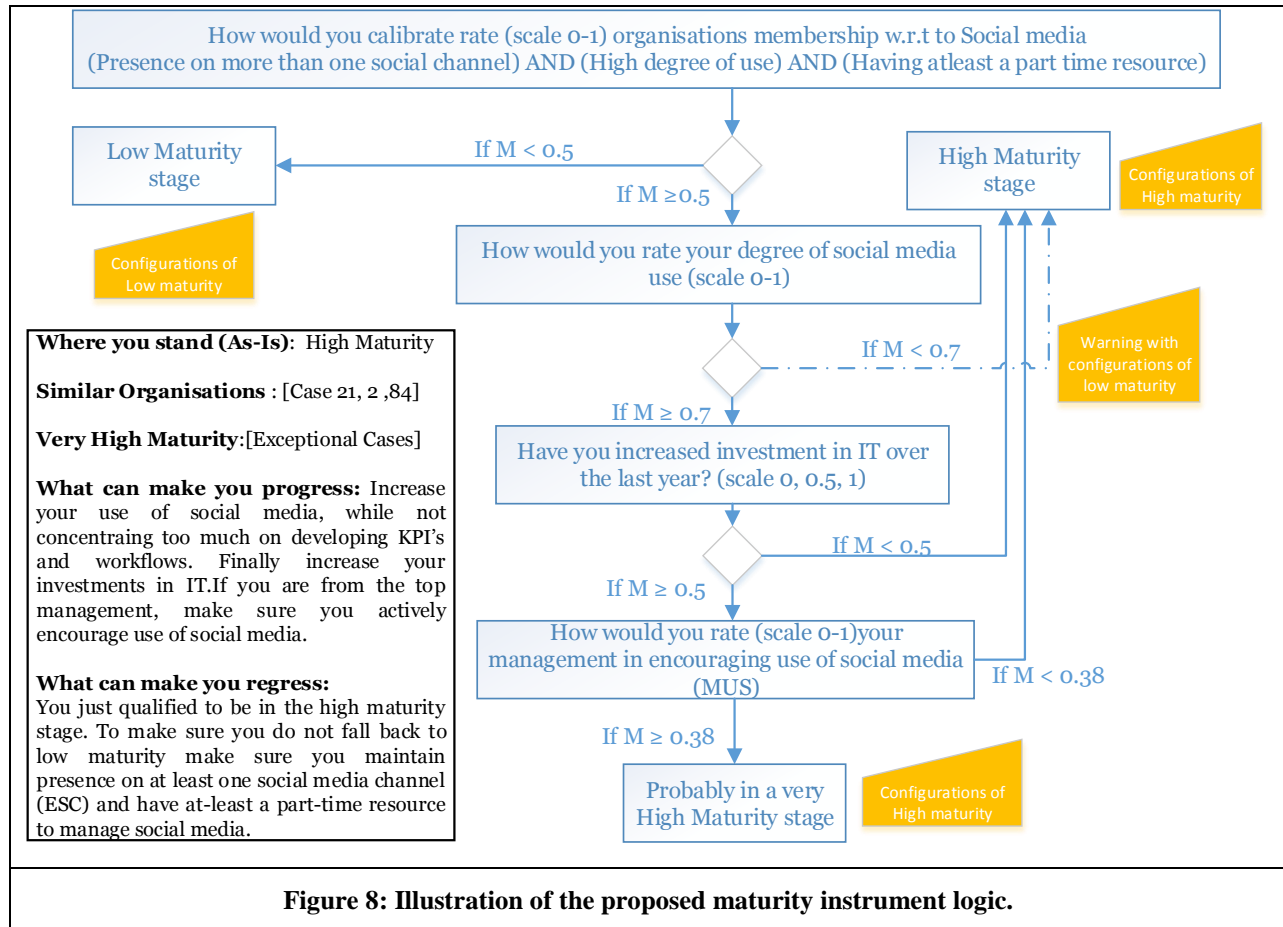 How would you calibrate rate (scale 0-1) organisations membership w.r.t to Social media
(Presence on more than one social channel) AND (High degree of use) AND (Having atleast a part time resource)
Low Maturity
stage
If M < 0.5
High Maturity
stage
Configurations of
High maturity
If M ≥0.5
Configurations of
Low maturity
How would you rate your degree of social media
use (scale 0-1)
If M < 0.7
Warning with
configurations of
low maturity
If M ≥ 0.7
Have you increased investment in IT over
the last year? (scale 0, 0.5, 1)
If M < 0.5
If M ≥ 0.5
How would you rate (scale 0-1)your
management in encouraging use of social media
(MUS)
If M < 0.38
If M ≥ 0.38
Probably in a very
High Maturity stage
Configurations of
High maturity
Where you stand (As-Is): High Maturity
Similar Organisations : [Case 21, 2 ,84]
Very High Maturity:[Exceptional Cases]
What can make you progress: Increase
your use of social media, while not
concentraing too much on developing KPI's
and workflows. Finally increase your
investments in IT.If you are from the top
management, make sure you actively
encourage use of social media.
What can make you regress:
You just qualified to be in the high maturity
stage. To make sure you do not fall back to
low maturity make sure you maintain
presence on at least one social media channel
(ESC) and have at-least a part-time resource
to manage social media.
Figure 8: Illustration of the proposed maturity instrument logic.